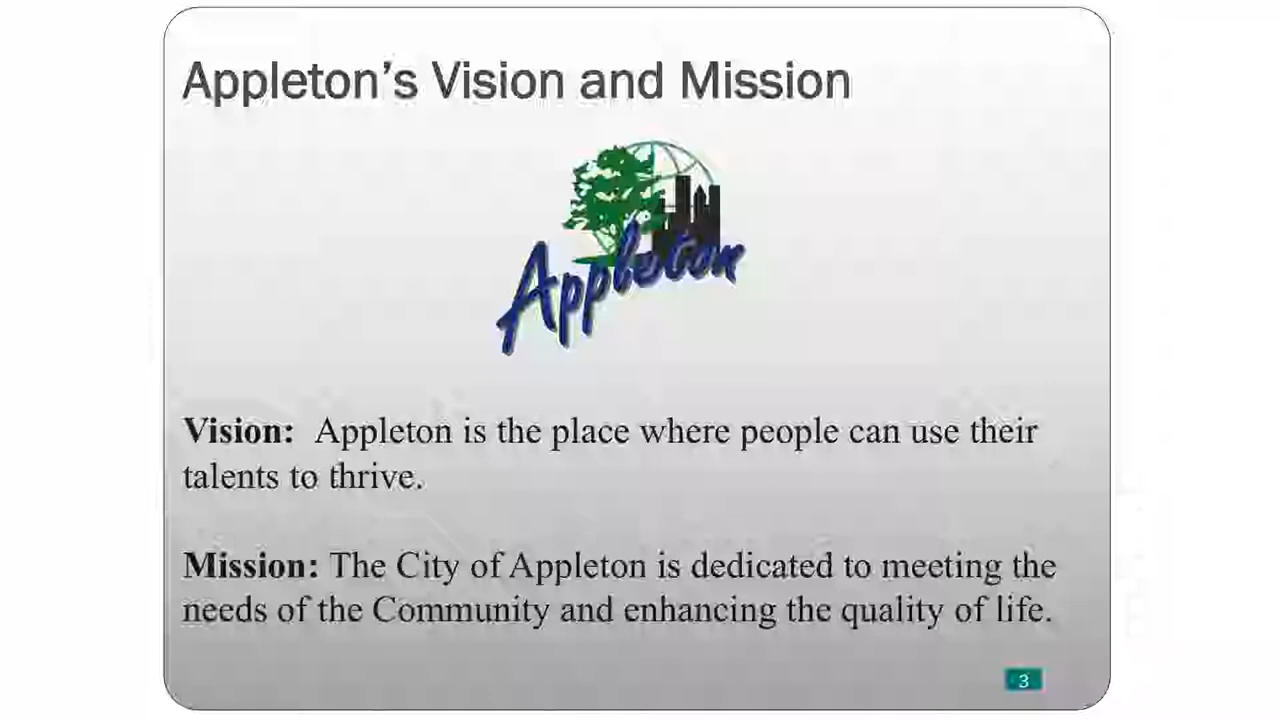 Appleton’s Vision and Mission
Appleton
Vision:  Appleton is the place where people can use their
talents to thrive.
Mission: The City of Appleton is dedicated to meeting the
needs of the Community and enhancing the quality of life.
3